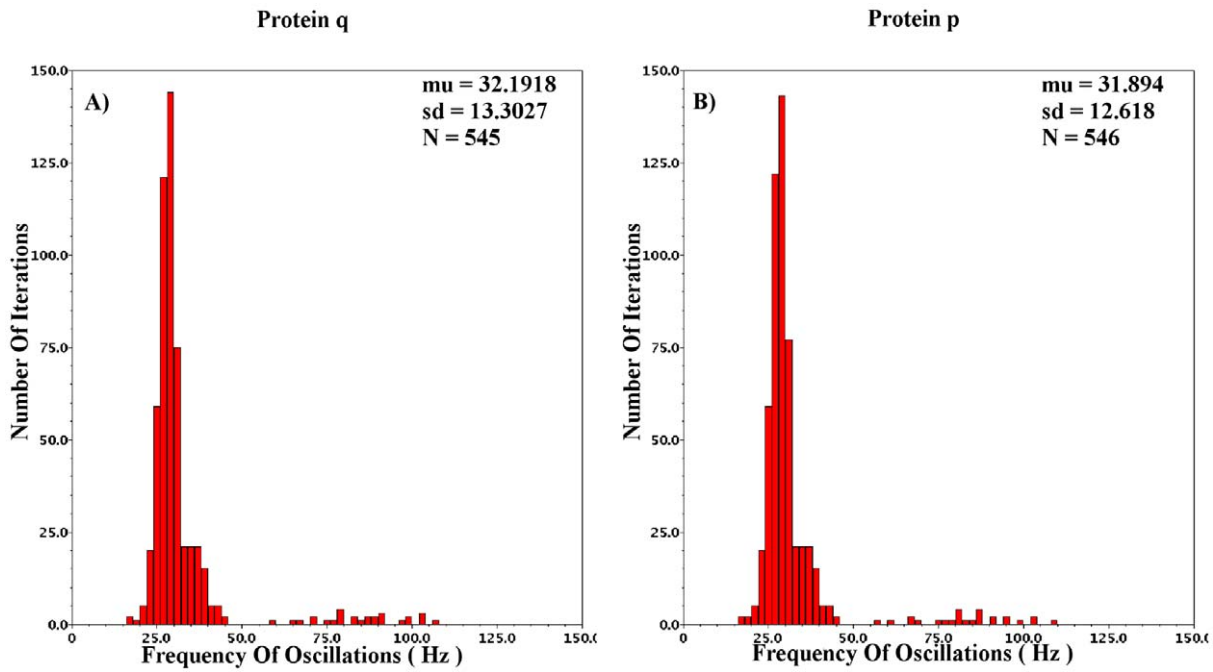 Protein q
Protein p
A)
mu = 32.1918
sd = 13.3027
N = 545
150.0
125.0
100.0
75.0
50.0
25.0
0.0
Number Of Iterations
0 25.0 50.0 75.0 100.0 125.0 150.0
Frequency Of Oscillations ( Hz )
B)
mu = 31.894
sd = 12.618
N = 546
150.0
125.0
100.0
75.0
50.0
25.0
0.0
Number Of Iterations
0 25.0 50.0 75.0 100.0 125.0 150.0
Frequency Of Oscillations ( Hz )